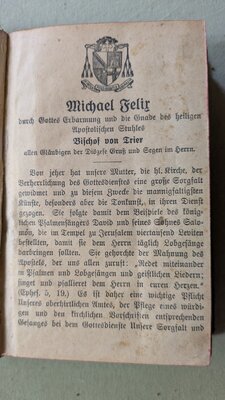 Michael Felix
durch Gottes Erbarmung und die Gnade des heiligen
Apostolischen Stuhles
Bischof von Trier
allen Gläubigen der Diözese Gruß und Segen im Herrn.
Von jeher hat unsere Mutter, die hl. Kirche, der
Verherrlichung des Gottesdienstes eine große Sorgfalt
gewidmet und zu diesem Zwecke die mannigfaltigsten
Künste, besonders aber die Tonkunst, in ihren Dienst
gezogen. Sie folgte damit dem Beispiele des könig-
lichen Psalmensängers David und seines Sohnes Salo-
mon, die im Tempel zu Jerusalem viertausend Leviten
bestellten, damit sie dem Herrn täglich Lobgesänge
darbringen sollten. Sie gehorchte der Mahnung des
Apostels, der uns allen zuruft: „Redet miteinander
in Psalmen und Lobgesängen und geistlichen Liedern;
singet und psallieret dem Herrn in euren Herzen.“
(Ephes. 5, 19.) Es ist daher eine wichtige Pflicht
Unseres oberhirtlichen Amtes, der Pflege eines würdi-
gen und den kirchlichen Vorschriften entsprechenden
Gesanges bei dem Gottesdienste Unsere Sorgfalt und